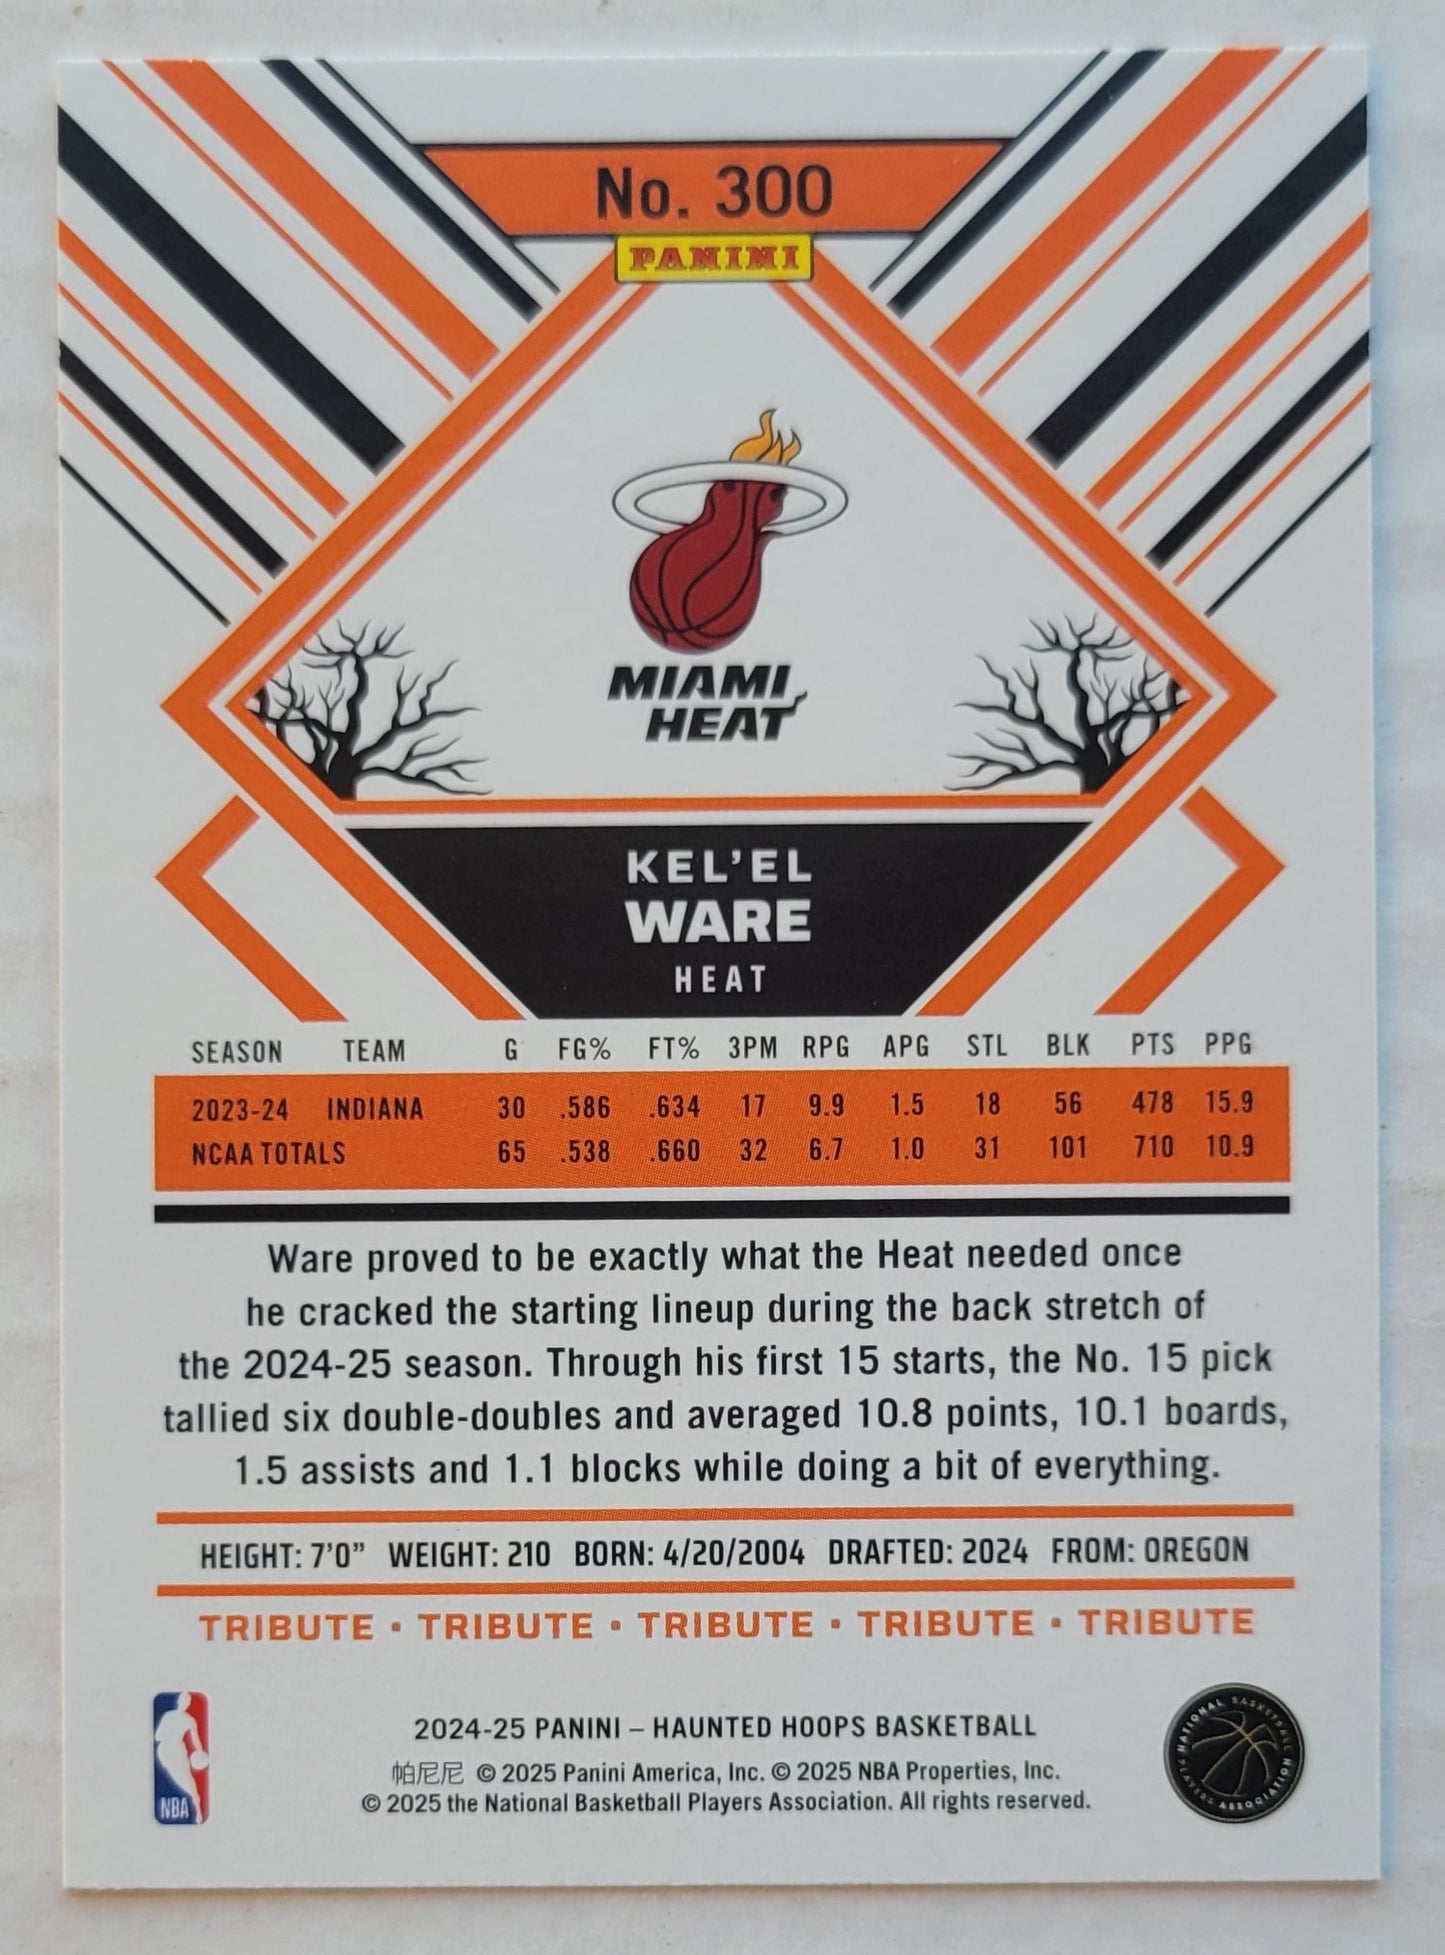 No. 300
PANINI
MIAMI
HEAT
KEL'EL
WARE
HEAT
SEASON TEAM G FG% FT% 3PM RPG APG STL BLK PTS PPG
2023-24 INDIANA 30 .586 .634 17 9.9 1.5 18 56 478 15.9
NCAA TOTALS 65 .538 .660 32 6.7 1.0 31 101 710 10.9
Ware proved to be exactly what the Heat needed once
he cracked the starting lineup during the back stretch of
the 2024-25 season. Through his first 15 starts, the No. 15 pick
tallied six double-doubles and averaged 10.8 points, 10.1 boards,
1.5 assists and 1.1 blocks while doing a bit of everything.
HEIGHT: 7'0" WEIGHT: 210 BORN: 4/20/2004 DRAFTED: 2024 FROM: OREGON
TRIBUTE • TRIBUTE • TRIBUTE • TRIBUTE • TRIBUTE
2024-25 PANINI – HAUNTED HOOPS BASKETBALL
帕尼尼 © 2025 Panini America, Inc. © 2025 NBA Properties, Inc.
© 2025 the National Basketball Players Association. All rights reserved.
NBA
NATIONAL BASKETBALL PLAYERS ASSOCIATION